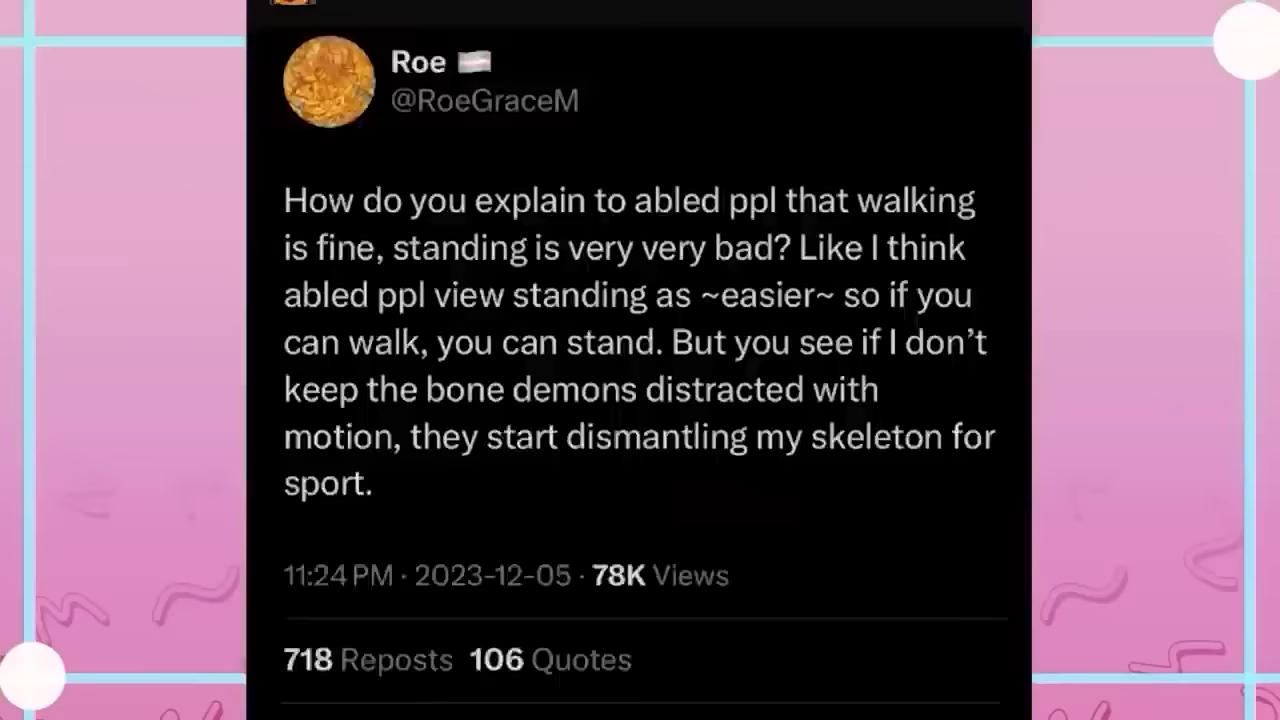 Roe
@RoeGraceM
How do you explain to abled ppl that walking
is fine, standing is very very bad? Like I think
abled ppl view standing as ~easier~ so if you
can walk, you can stand. But you see if I don’t
keep the bone demons distracted with
motion, they start dismantling my skeleton for
sport.
11:24 PM · 2023-12-05 · 78K Views
718 Reposts 106 Quotes